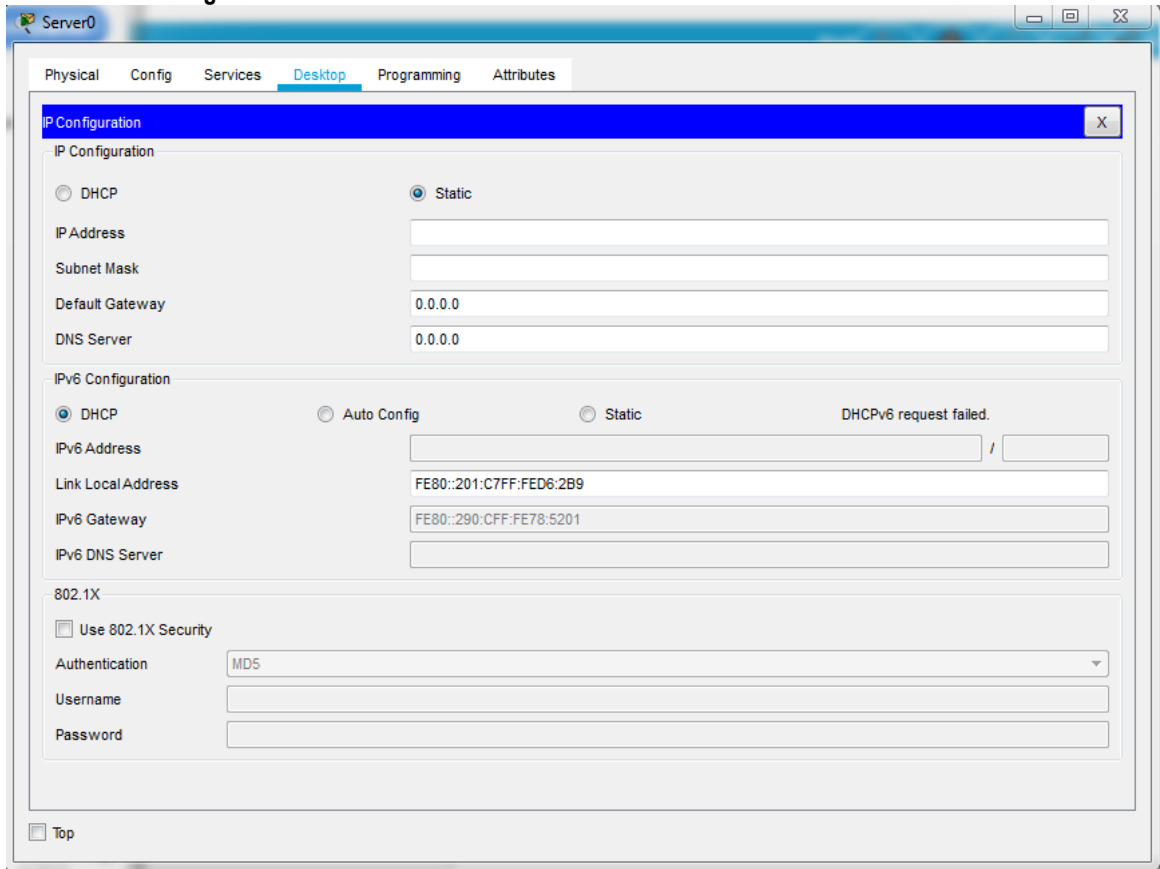 Server0
Physical Config Services Desktop Programming Attributes
IP Configuration X
IP Configuration
DHCP Static
IP Address
Subnet Mask
Default Gateway 0.0.0.0
DNS Server 0.0.0.0
IPv6 Configuration
DHCP Auto Config Static DHCPv6 request failed.
IPv6 Address /
Link Local Address FE80::201:C7FF:FED6:2B9
IPv6 Gateway FE80::290:CFF:FE78:5201
IPv6 DNS Server
802.1X
Use 802.1X Security
Authentication MD5
Username
Password
Top